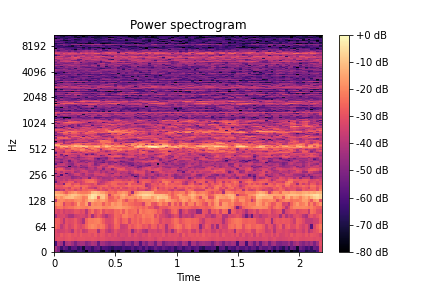 Power spectrogram
Hz
8192
4096
2048
1024
512
256
128
64
0
0
0.5
1
1.5
2
Time
+0 dB
-10 dB
-20 dB
-30 dB
-40 dB
-50 dB
-60 dB
-70 dB
-80 dB